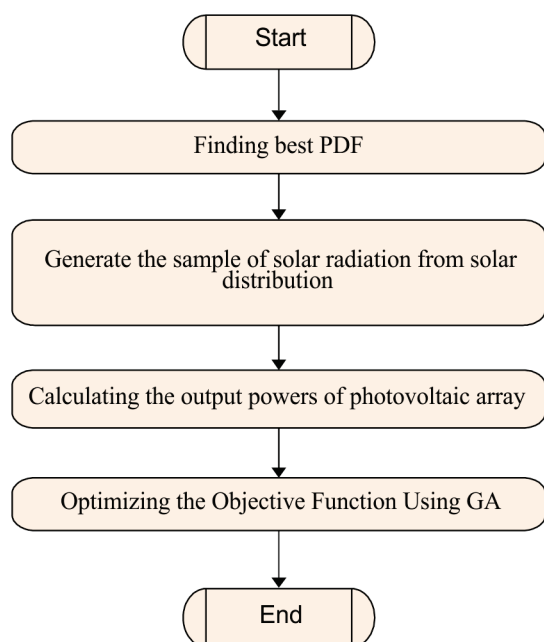 Start
Finding best PDF
Generate the sample of solar radiation from solar
distribution
Calculating the output powers of photovoltaic array
Optimizing the Objective Function Using GA
End